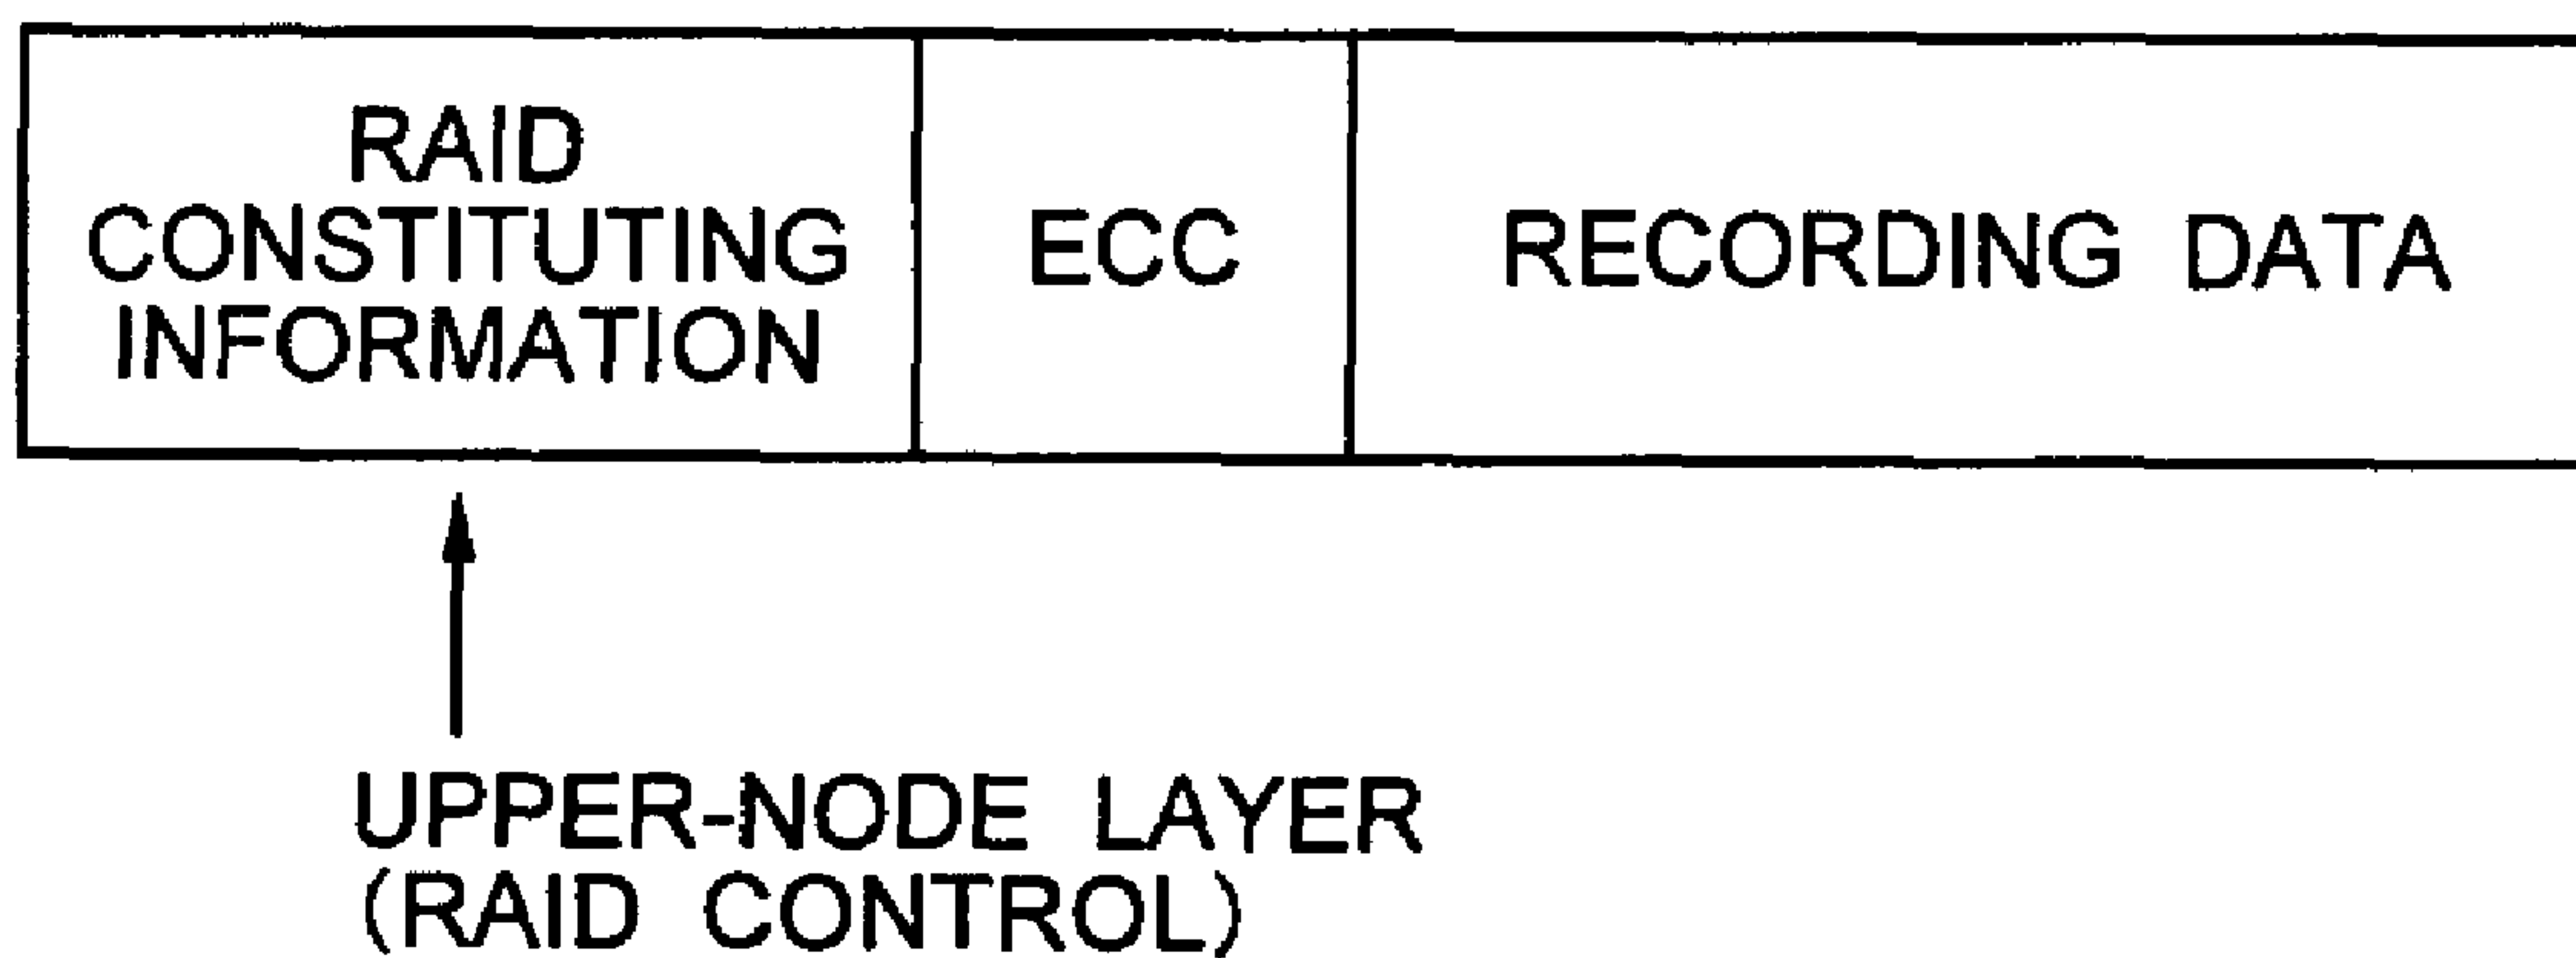 RAID
CONSTITUTING
INFORMATION
ECC
RECORDING DATA
UPPER-NODE LAYER
(RAID CONTROL)